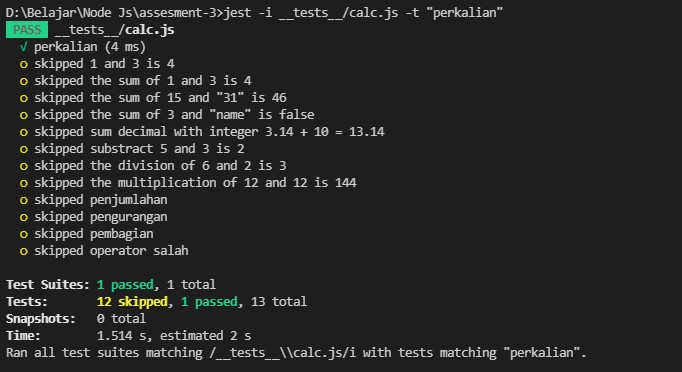 D:\Belajar\Node Js\assesment-3>jest -i __tests__/calc.js -t "perkalian"
PASS __tests__/calc.js
√ perkalian (4 ms)
o skipped 1 and 3 is 4
o skipped the sum of 1 and 3 is 4
o skipped the sum of 15 and "31" is 46
o skipped the sum of 3 and "name" is false
o skipped sum decimal with integer 3.14 + 10 = 13.14
o skipped substract 5 and 3 is 2
o skipped the division of 6 and 2 is 3
o skipped the multiplication of 12 and 12 is 144
o skipped penjumlahan
o skipped pengurangan
o skipped pembagian
o skipped operator salah
Test Suites: 1 passed, 1 total
Tests: 12 skipped, 1 passed, 13 total
Snapshots: 0 total
Time: 1.514 s, estimated 2 s
Ran all test suites matching /__tests__\\calc.js/i with tests matching "perkalian".